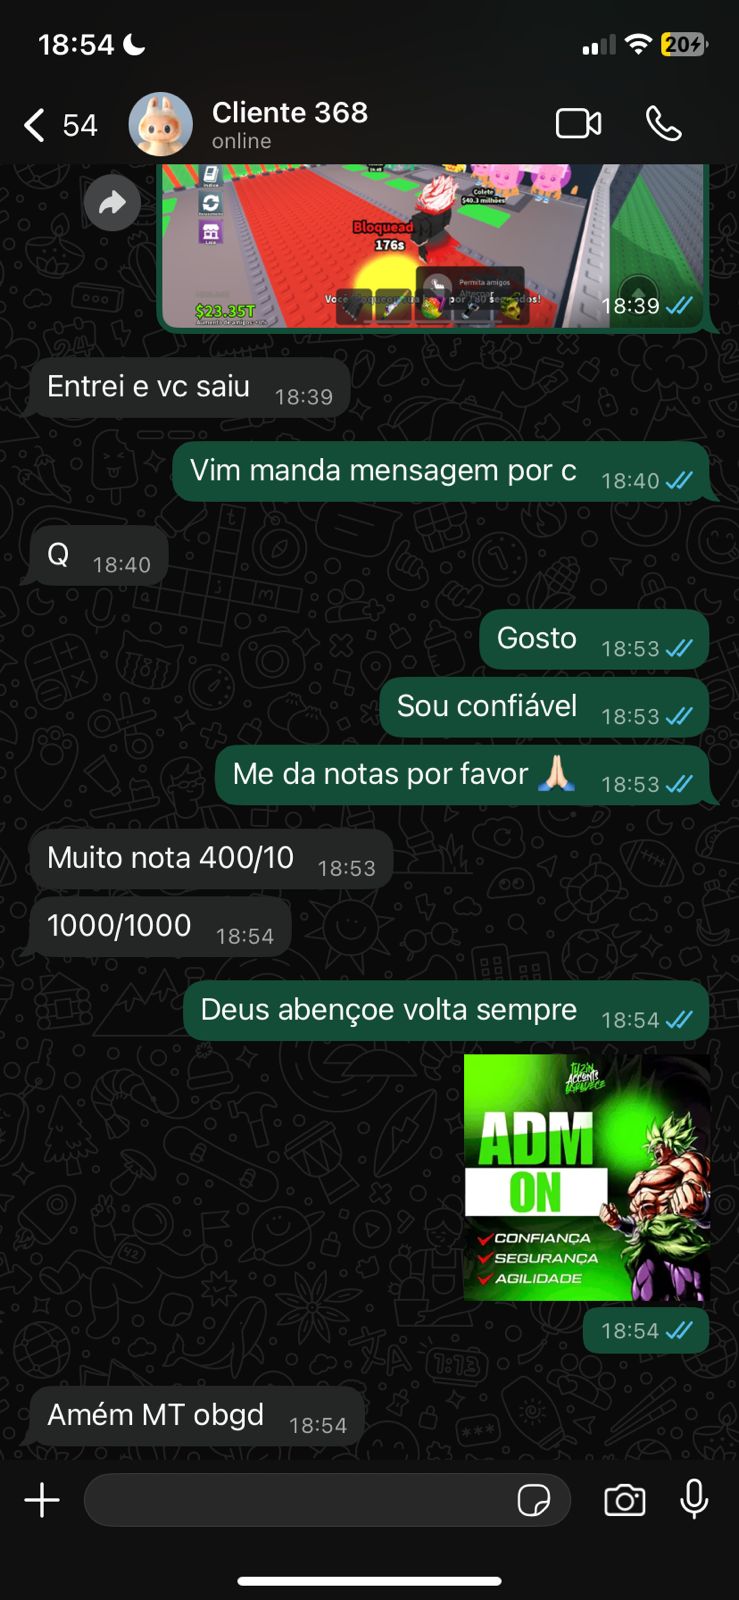 18:54
20
54
Cliente 368
online
Colete
$40.3 milhões
Bloquead
176s
Loja
Permita amigos
Alternar
por 180 segundos!
$23.35T
18:39
Entrei e vc saiu 18:39
Vim manda mensagem por c 18:40
Q 18:40
Gosto 18:53
Sou confiável 18:53
Me da notas por favor 🙏🏻 18:53
Muito nota 400/10 18:53
1000/1000 18:54
Deus abençoe volta sempre 18:54
ADM
ON
CONFIANÇA
SEGURANÇA
AGILIDADE
18:54
Amém MT obgd 18:54